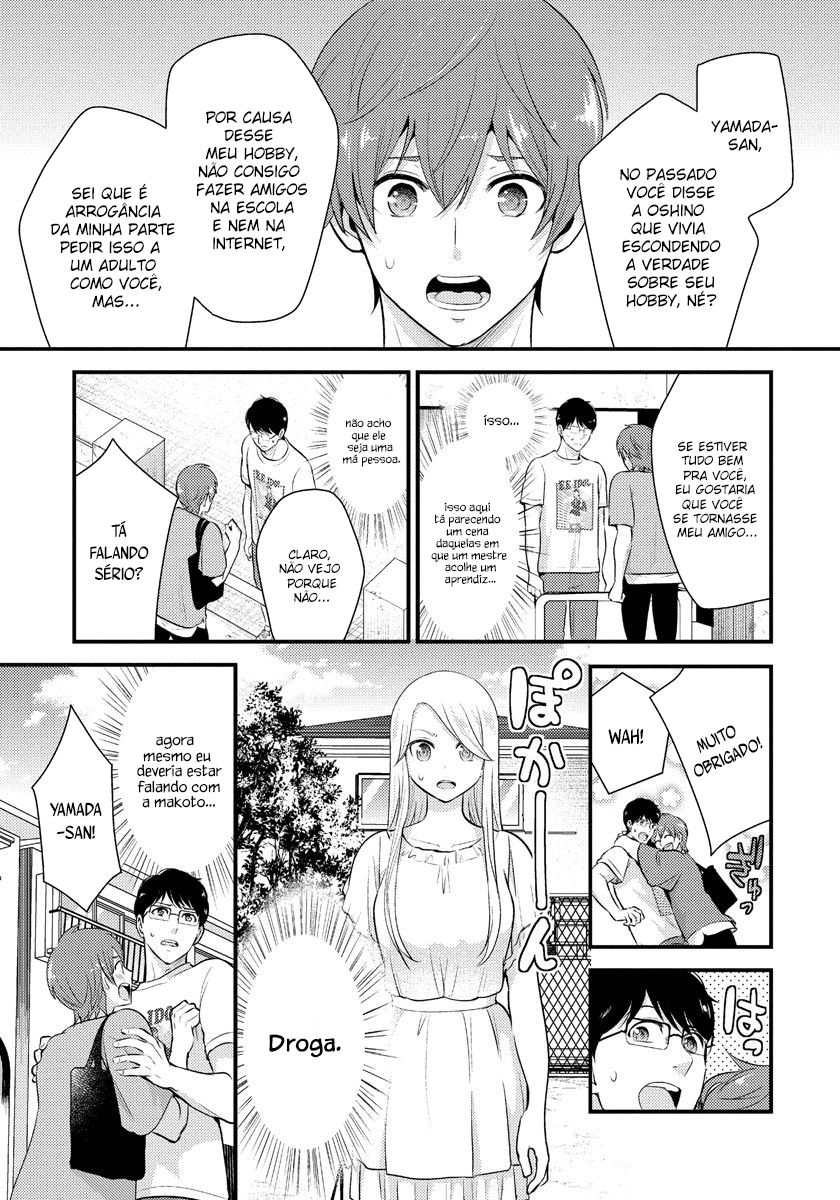 YAMADA-
SAN,
NO PASSADO
VOCÊ DISSE
A OSHINO
QUE VIVIA
ESCONDENDO
A VERDADE
SOBRE SEU
HOBBY, NÉ?
POR CAUSA
DESSE
MEU HOBBY,
NÃO CONSIGO
FAZER AMIGOS
NA ESCOLA
E NEM NA
INTERNET,
SEI QUE É
ARROGÂNCIA
DA MINHA PARTE
PEDIR ISSO A
UM ADULTO
COMO VOCÊ,
MAS...
SE ESTIVER
TUDO BEM
PRA VOCÊ,
EU GOSTARIA
QUE VOCÊ
SE TORNASSE
MEU AMIGO...
isso...
isso aqui
tá parecendo
um cena
daquelas em
que um mestre
acolhe um
aprendiz...
não acho
que ele
seja uma
má pessoa.
CLARO,
NÃO VEJO
PORQUE
NÃO...
TÁ
FALANDO
SÉRIO?
MUITO
OBRIGADO!
WAH!
ぎゅっ
はっ
ぽかーーん
Droga.
agora
mesmo eu
deveria estar
falando com
a makoto...
YAMADA
-SAN!